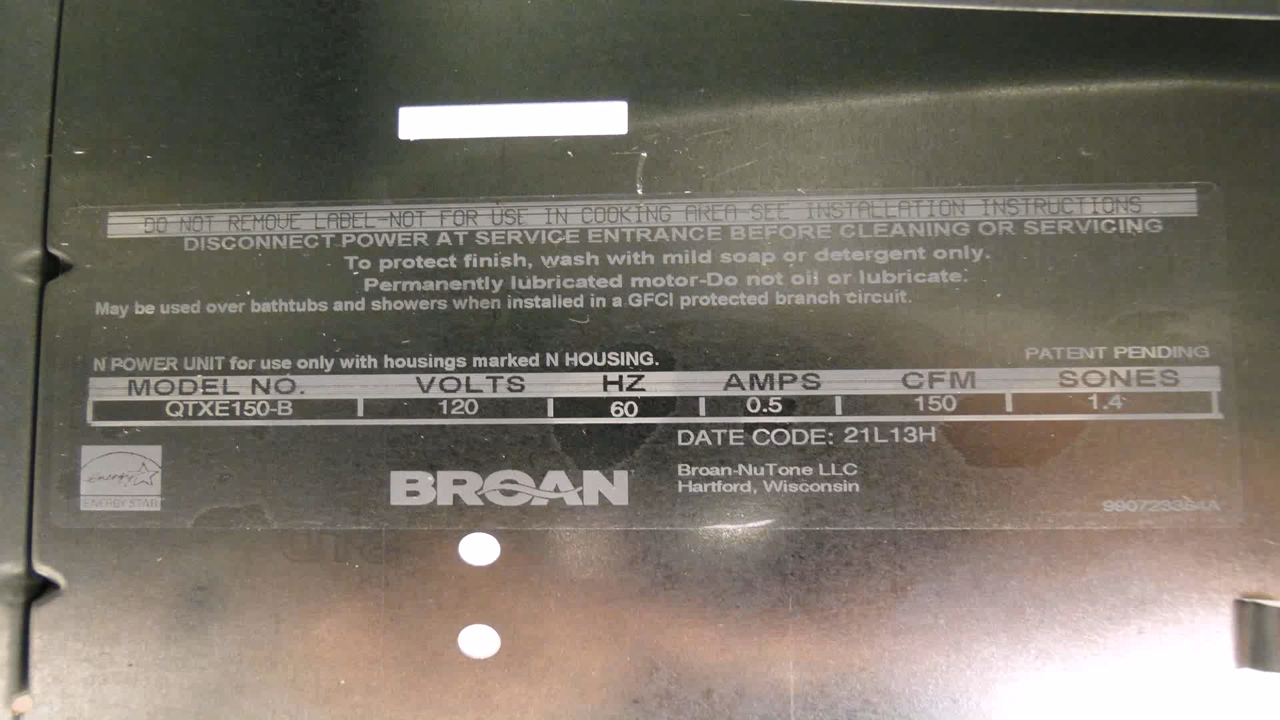 DO NOT REMOVE LABEL-NOT FOR USE IN COOKING AREA-SEE INSTALLATION INSTRUCTIONS
DISCONNECT POWER AT SERVICE ENTRANCE BEFORE CLEANING OR SERVICING
To protect finish, wash with mild soap or detergent only.
Permanently lubricated motor-Do not oil or lubricate.
May be used over bathtubs and showers when installed in a GFCI protected branch circuit.
N POWER UNIT for use only with housings marked N HOUSING.
PATENT PENDING
MODEL NO. VOLTS HZ AMPS CFM SONES
QTXE150-B 120 60 0.5 150 1.4
DATE CODE: 21L13H
energy
ENERGY STAR
BROAN
Broan-NuTone LLC
Hartford, Wisconsin